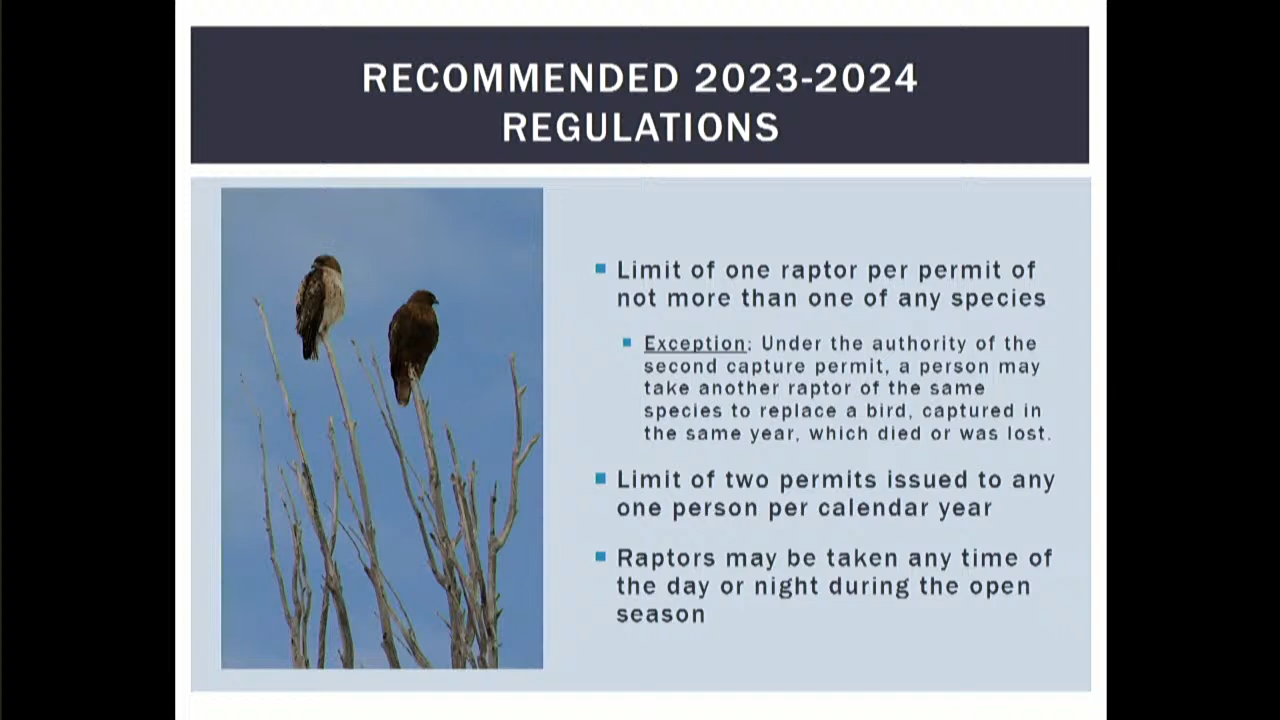 RECOMMENDED 2023-2024
REGULATIONS
Limit of one raptor per permit of
not more than one of any species
Exception: Under the authority of the
second capture permit, a person may
take another raptor of the same
species to replace a bird, captured in
the same year, which died or was lost.
Limit of two permits issued to any
one person per calendar year
Raptors may be taken any time of
the day or night during the open
season